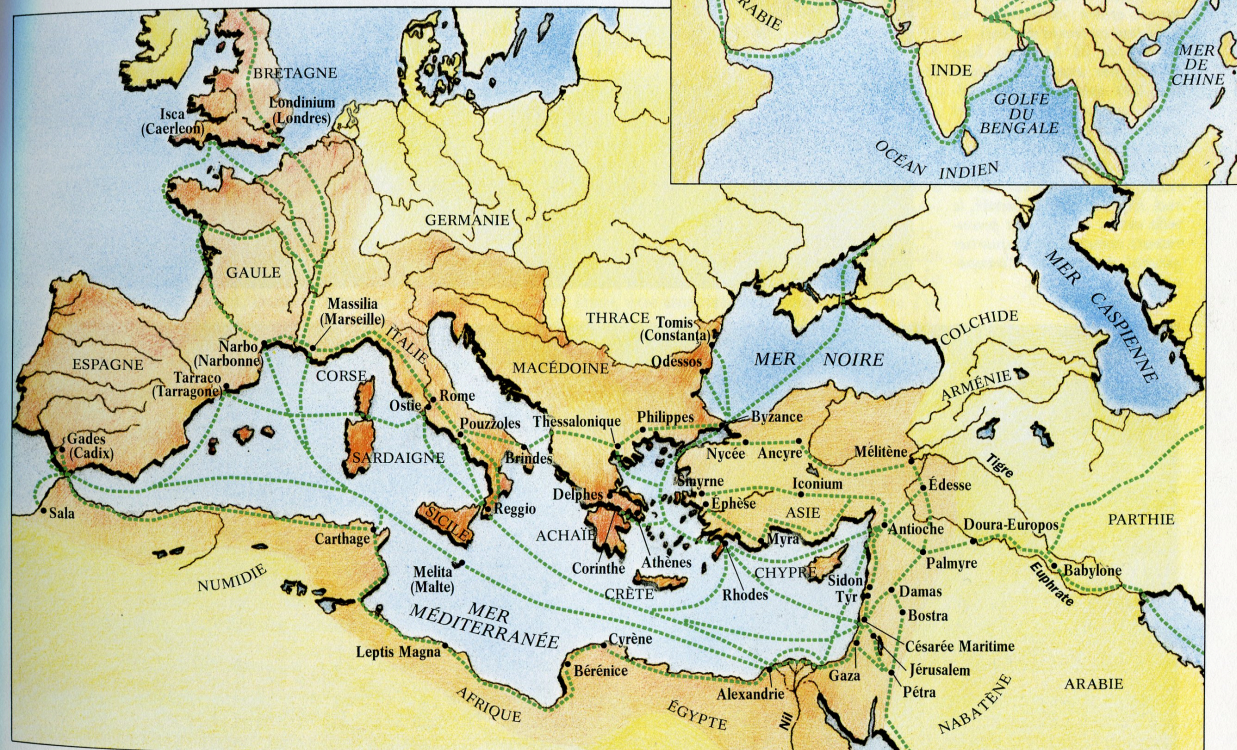 RABIE
INDE
GOLFE
DU
BENGALE
MER
DE
CHINE
OCÉAN INDIEN
BRETAGNE
Londinium
(Londres)
Isca
(Caerleon)
GERMANIE
GAULE
Massilia
(Marseille)
Narbo
(Narbonne)
ITALIE
THRACE
Tomis
(Constanta)
Odessos
MER NOIRE
COLCHIDE
MER CASPIENNE
ESPAGNE
Tarraco
(Tarragone)
CORSE
MACÉDOINE
ARMÉNIE
Ostie
Rome
Pouzzoles
Thessalonique
Philippes
Byzance
Gades
(Cadix)
SARDAIGNE
Brindes
Nycée
Ancyre
Mélitène
Tigre
Sala
Delphes
Smyrne
Ephèse
Iconium
Édesse
SICILE
Reggio
ASIE
Carthage
ACHAÏE
Myra
Antioche
Doura-Europos
PARTHIE
NUMIDIE
Melita
(Malte)
Corinthe
Athènes
CHYPRE
Palmyre
Babylone
CRÈTE
Rhodes
Sidon
Tyr
Euphrate
Damas
MER
MÉDITERRANÉE
Bostra
Leptis Magna
Cyrène
Césarée Maritime
Bérénice
Jérusalem
Gaza
AFRIQUE
ÉGYPTE
Alexandrie
Nil
Pétra
NABATÈNE
ARABIE